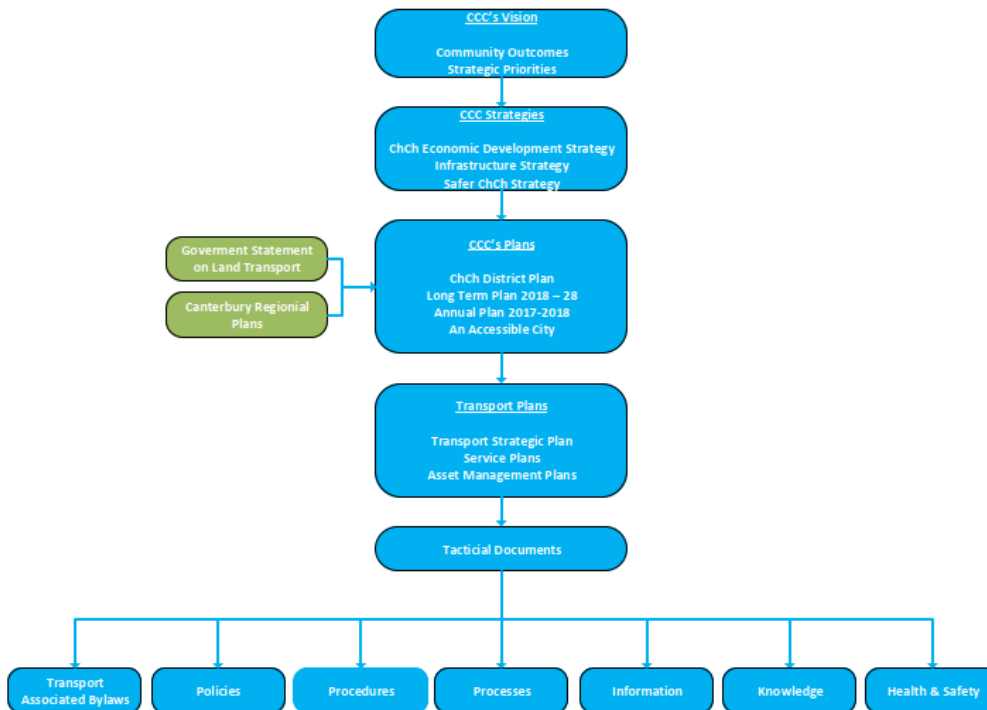 CCC's Vision
Community Outcomes
Strategic Priorities
CCC Strategies
ChCh Economic Development Strategy
Infrastructure Strategy
Safer ChCh Strategy
Goverment Statement
on Land Transport
Canterbury Regionial
Plans
CCC's Plans
ChCh District Plan
Long Term Plan 2018 – 28
Annual Plan 2017-2018
An Accessible City
Transport Plans
Transport Strategic Plan
Service Plans
Asset Management Plans
Tacticial Documents
Transport
Associated Bylaws
Policies
Procedures
Processes
Information
Knowledge
Health & Safety